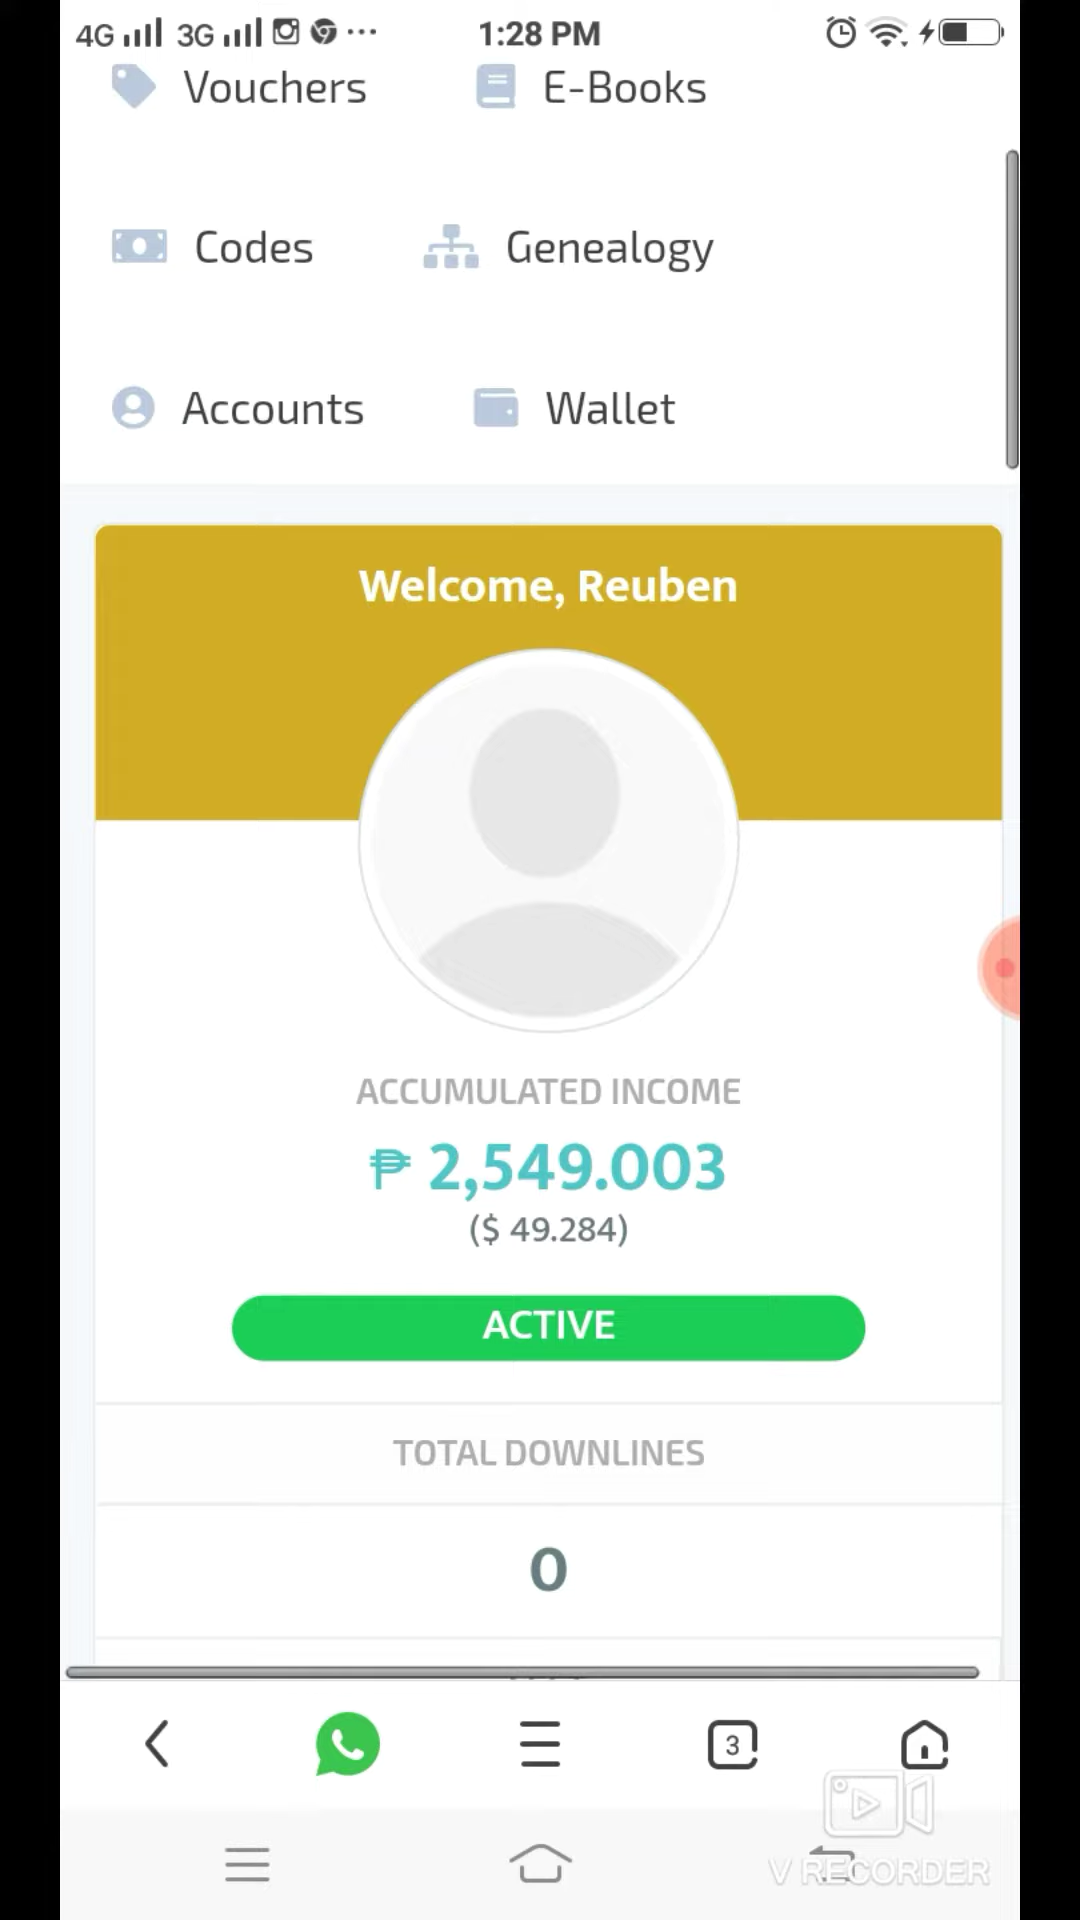 4G 3G 1:28 PM
Vouchers E-Books
Codes Genealogy
Accounts Wallet
Welcome, Reuben
ACCUMULATED INCOME
₱ 2,549.003
($ 49.284)
ACTIVE
TOTAL DOWNLINES
0
3
V RECORDER